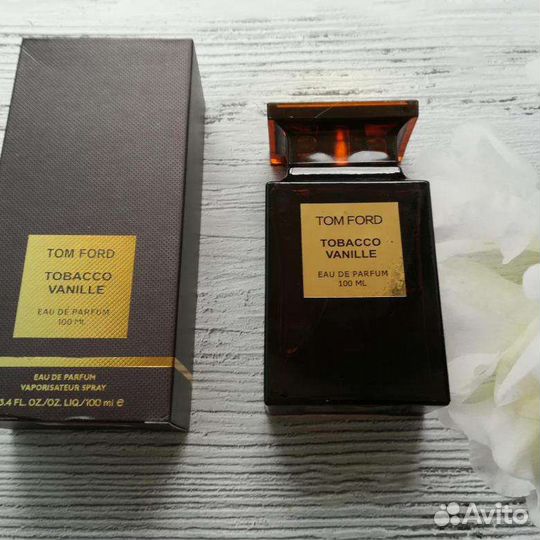 TOM FORD
TOBACCO
VANILLE
EAU DE PARFUM
100 ML
EAU DE PARFUM
VAPORISATEUR SPRAY
3.4 FL. OZ./OZ. LIQ./100 ml e
TOM FORD
TOBACCO
VANILLE
EAU DE PARFUM
100 ML
Avito